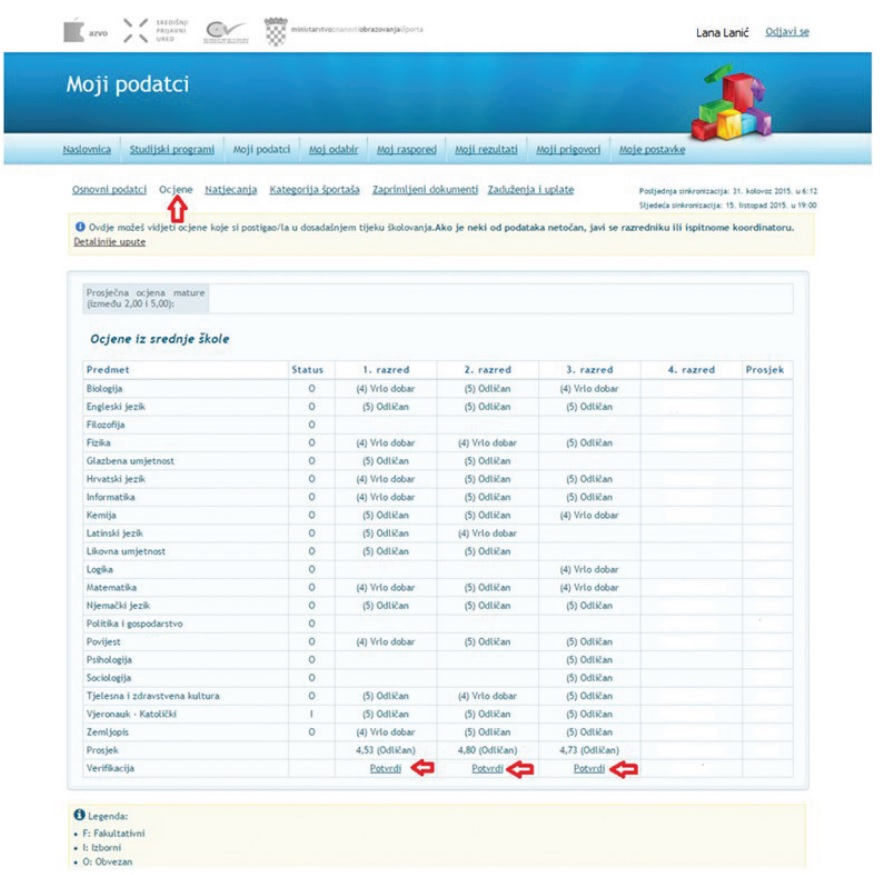 azvo
SREDIŠNJI
PRIJAVNI
URED
ministarstvoznanostiobrazovanjaišporta
Lana Lanić Odjavi se
Moji podatci
Naslovnica Studijski programi Moji podatci Moj odabir Moj raspored Moji rezultati Moji prigovori Moje postavke
Osnovni podatci Ocjene Natjecanja Kategorija športaša Zaprimljeni dokumenti Zaduženja i uplate
Posljednja sinkronizacija: 31. kolovoz 2015. u 6:12
Sljedeća sinkronizacija: 15. listopad 2015. u 19:00
Ovdje možeš vidjeti ocjene koje si postigao/la u dosadašnjem tijeku školovanja.Ako je neki od podataka netočan, javi se razredniku ili ispitnome koordinatoru.
Detaljnije upute
Prosječna ocjena mature
(između 2,00 i 5,00):
Ocjene iz srednje škole
Predmet Status 1. razred 2. razred 3. razred 4. razred Prosjek
Biologija O (4) Vrlo dobar (5) Odličan (4) Vrlo dobar
Engleski jezik O (5) Odličan (5) Odličan (5) Odličan
Filozofija O
Fizika O (4) Vrlo dobar (4) Vrlo dobar (5) Odličan
Glazbena umjetnost O (5) Odličan (5) Odličan
Hrvatski jezik O (4) Vrlo dobar (5) Odličan (5) Odličan
Informatika O (4) Vrlo dobar (5) Odličan (5) Odličan
Kemija O (5) Odličan (5) Odličan (4) Vrlo dobar
Latinski jezik O (5) Odličan (4) Vrlo dobar
Likovna umjetnost O (5) Odličan (5) Odličan
Logika O (4) Vrlo dobar
Matematika O (4) Vrlo dobar (5) Odličan (4) Vrlo dobar
Njemački jezik O (5) Odličan (5) Odličan (5) Odličan
Politika i gospodarstvo O
Povijest O (4) Vrlo dobar (5) Odličan (5) Odličan
Psihologija O (5) Odličan
Sociologija O (5) Odličan
Tjelesna i zdravstvena kultura O (5) Odličan (4) Vrlo dobar (5) Odličan
Vjeronauk - Katolički I (5) Odličan (5) Odličan (5) Odličan
Zemljopis O (4) Vrlo dobar (5) Odličan (5) Odličan
Prosjek 4,53 (Odličan) 4,80 (Odličan) 4,73 (Odličan)
Verifikacija Potvrdi Potvrdi Potvrdi
Legenda:
• F: Fakultativni
• I: Izborni
• O: Obvezan